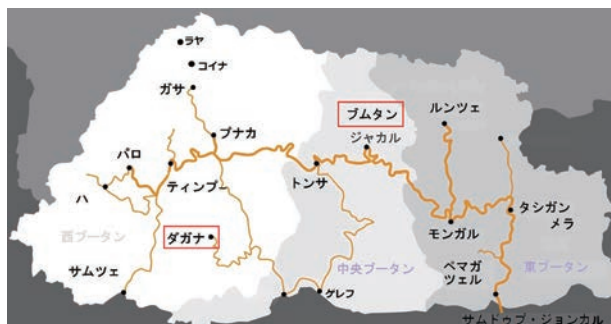 ラヤ
コイナ
ガサ
ブムタン
ルンツェ
プナカ
ジャカル
パロ
ハ
ティンプー
トンサ
タシガン
メラ
モンガル
ダガナ
西ブータン
サムツェ
中央ブータン
ペマガ
ツェル
東ブータン
ゲレフ
サムドゥプ・ジョンカル